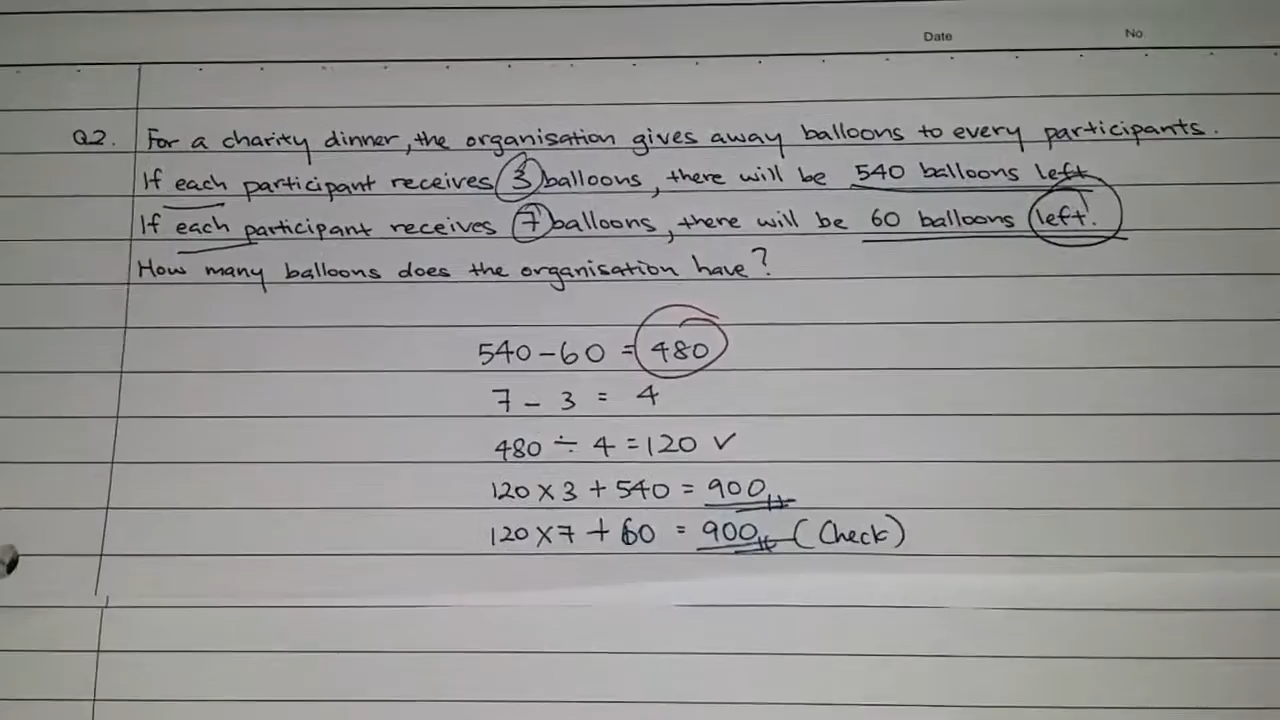 Date No.
Q2. For a charity dinner, the organisation gives away balloons to every participants.
If each participant receives 3 balloons, there will be 540 balloons left.
If each participant receives 7 balloons, there will be 60 balloons left.
How many balloons does the organisation have?
540 - 60 = 480
7 - 3 = 4
480 ÷ 4 = 120 ✓
120 × 3 + 540 = 900
120 × 7 + 60 = 900 (Check)